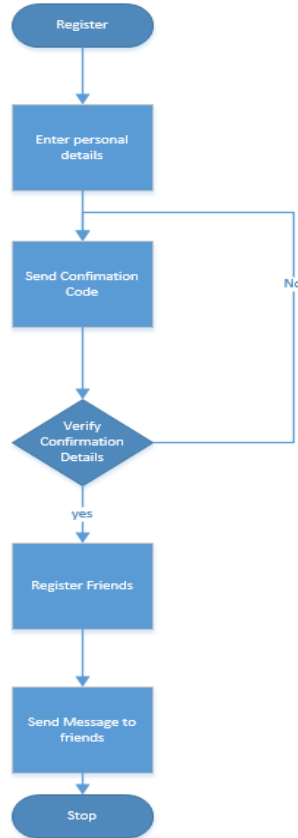 Register
Enter personal
details
Send Confimation
Code
No
Verify
Confirmation
Details
yes
Register Friends
Send Message to
friends
Stop